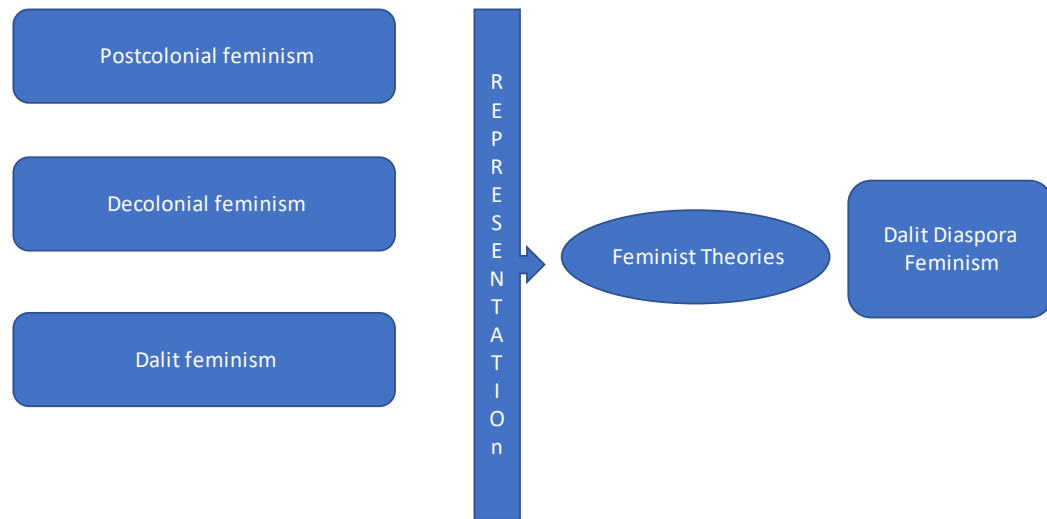 Postcolonial feminism
Decolonial feminism
Dalit feminism
R
E
P
R
E
S
E
N
T
A
T
I
O
n
Feminist Theories
Dalit Diaspora
Feminism